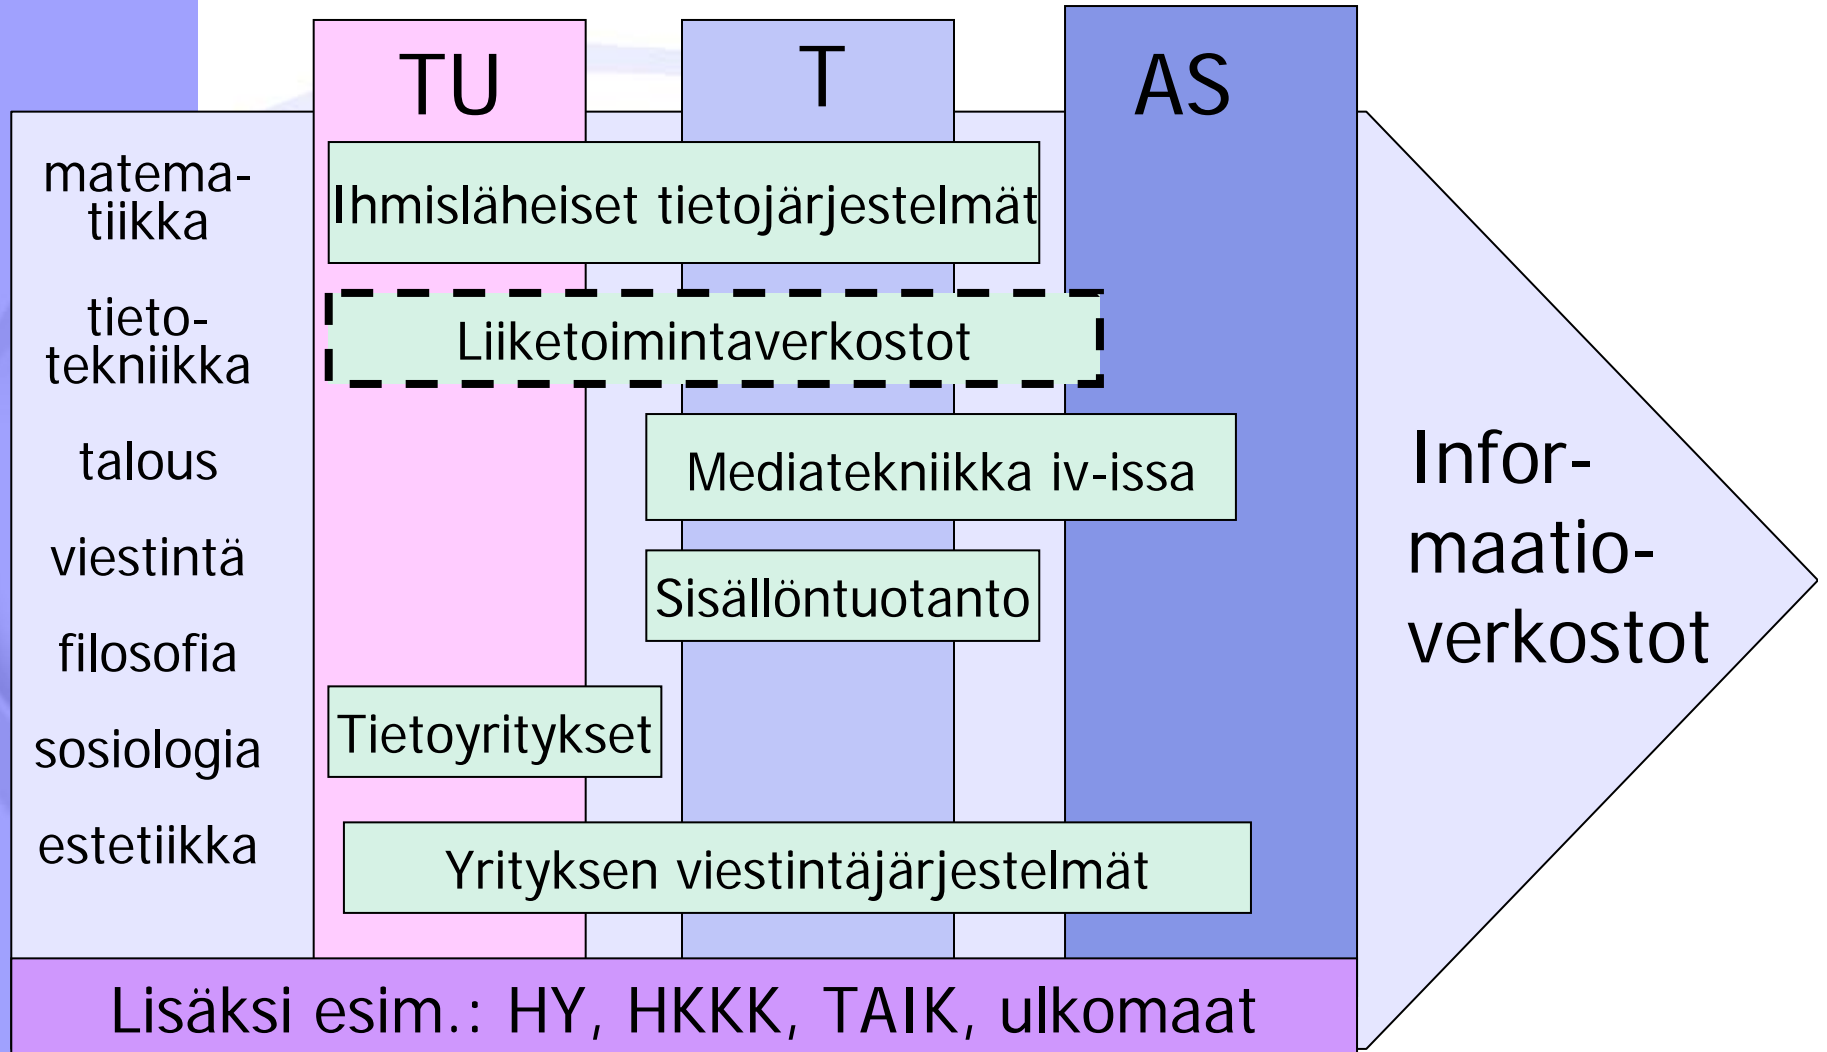 TU
T
AS
matema-
tiikka
tieto-
tekniikka
talous
viestintä
filosofia
sosiologia
estetiikka
Ihmisläheiset tietojärjestelmät
Liiketoimintaverkostot
Mediatekniikka iv-issa
Sisällöntuotanto
Tietoyritykset
Yrityksen viestintäjärjestelmät
Infor-
maatio-
verkostot
Lisäksi esim.: HY, HKKK, TAIK, ulkomaat